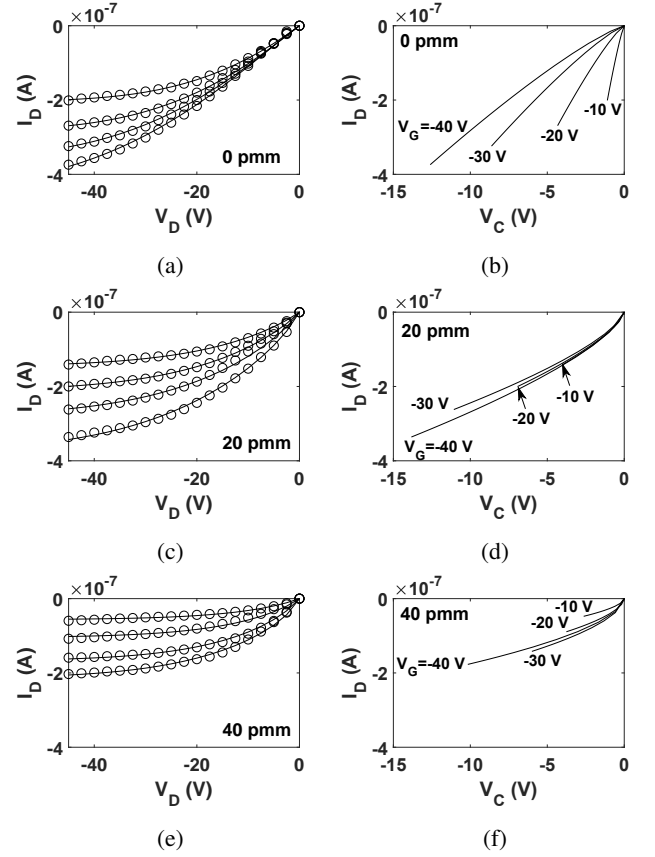 ×10⁻⁷
0
-2
-4
I_D (A)
-40
-20
0
V_D (V)
0 pmm
(a)
×10⁻⁷
0
-2
-4
I_D (A)
-15
-10
-5
0
V_C (V)
0 pmm
V_G=-40 V
-30 V
-20 V
-10 V
(b)
×10⁻⁷
0
-2
-4
I_D (A)
-40
-20
0
V_D (V)
20 pmm
(c)
×10⁻⁷
0
-2
-4
I_D (A)
-15
-10
-5
0
V_C (V)
20 pmm
-30 V
V_G=-40 V
-20 V
-10 V
(d)
×10⁻⁷
0
-2
-4
I_D (A)
-40
-20
0
V_D (V)
40 pmm
(e)
×10⁻⁷
0
-2
-4
I_D (A)
-15
-10
-5
0
V_C (V)
40 pmm
-10 V
-20 V
V_G=-40 V
-30 V
(f)